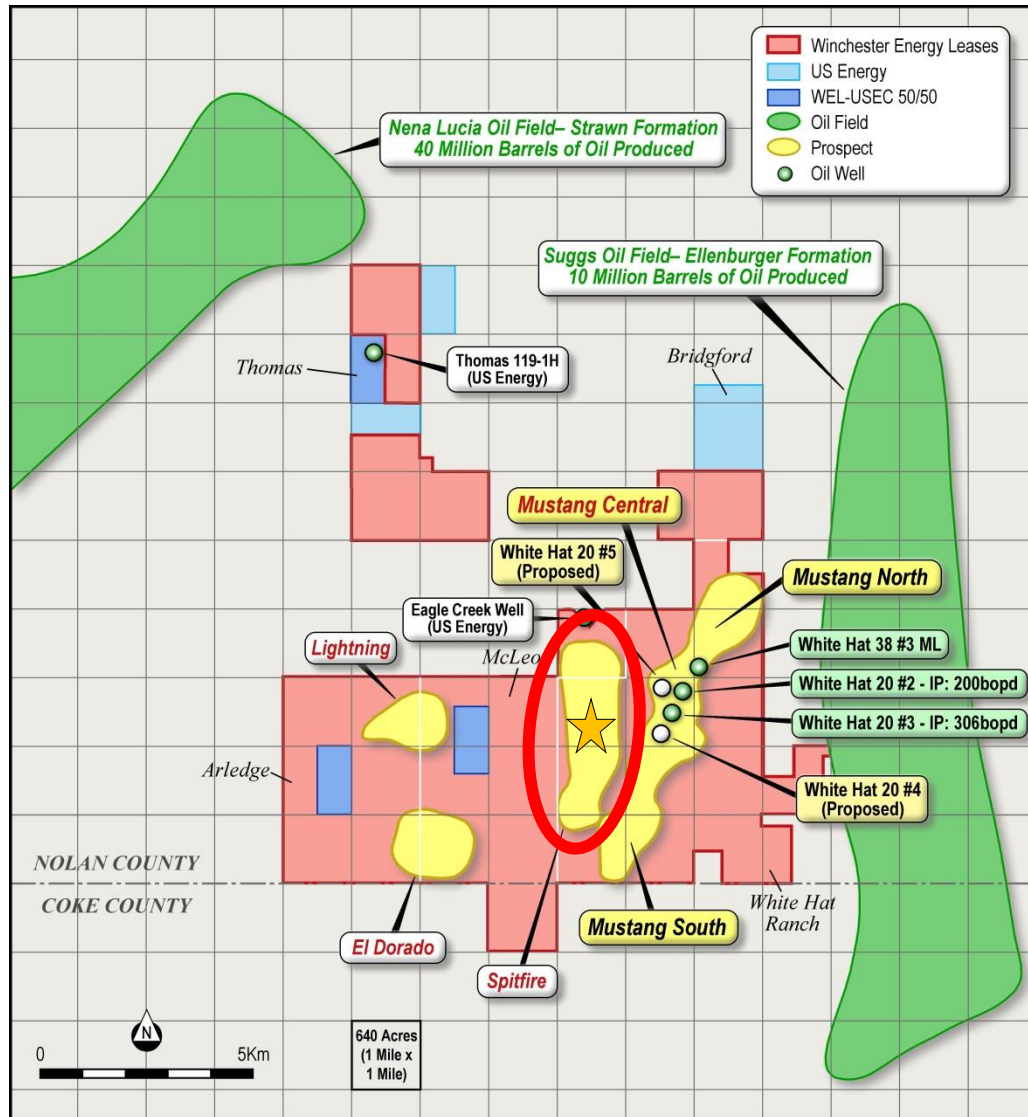 Winchester Energy Leases
US Energy
WEL-USEC 50/50
Oil Field
Prospect
Oil Well
Nena Lucia Oil Field– Strawn Formation
40 Million Barrels of Oil Produced
Suggs Oil Field– Ellenburger Formation
10 Million Barrels of Oil Produced
Thomas
Thomas 119-1H
(US Energy)
Bridgford
Mustang Central
White Hat 20 #5
(Proposed)
Mustang North
Eagle Creek Well
(US Energy)
Lightning
McLeo
White Hat 38 #3 ML
White Hat 20 #2 - IP: 200bopd
White Hat 20 #3 - IP: 306bopd
Arledge
White Hat 20 #4
(Proposed)
NOLAN COUNTY
COKE COUNTY
White Hat
Ranch
Mustang South
El Dorado
Spitfire
N
0 5Km
640 Acres
(1 Mile x
1 Mile)